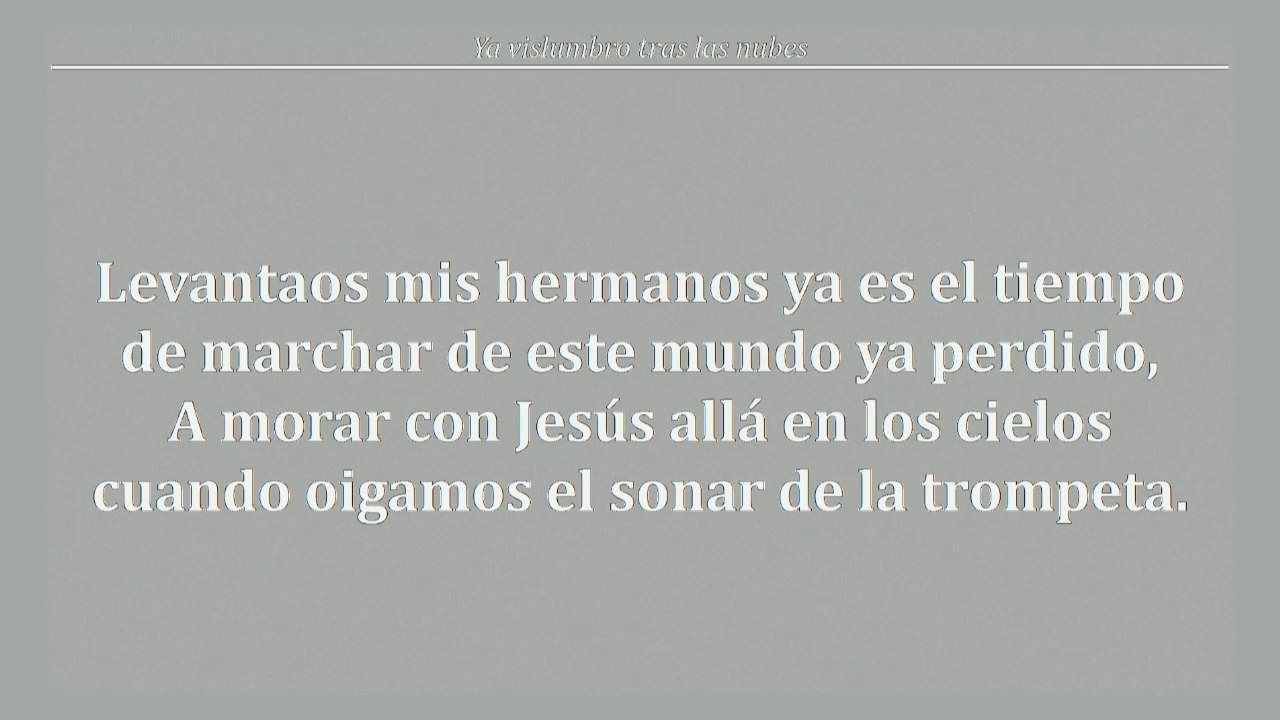 Ya vislumbro tras las nubes
Levantaos mis hermanos ya es el tiempo
de marchar de este mundo ya perdido,
A morar con Jesús allá en los cielos
cuando oigamos el sonar de la trompeta.